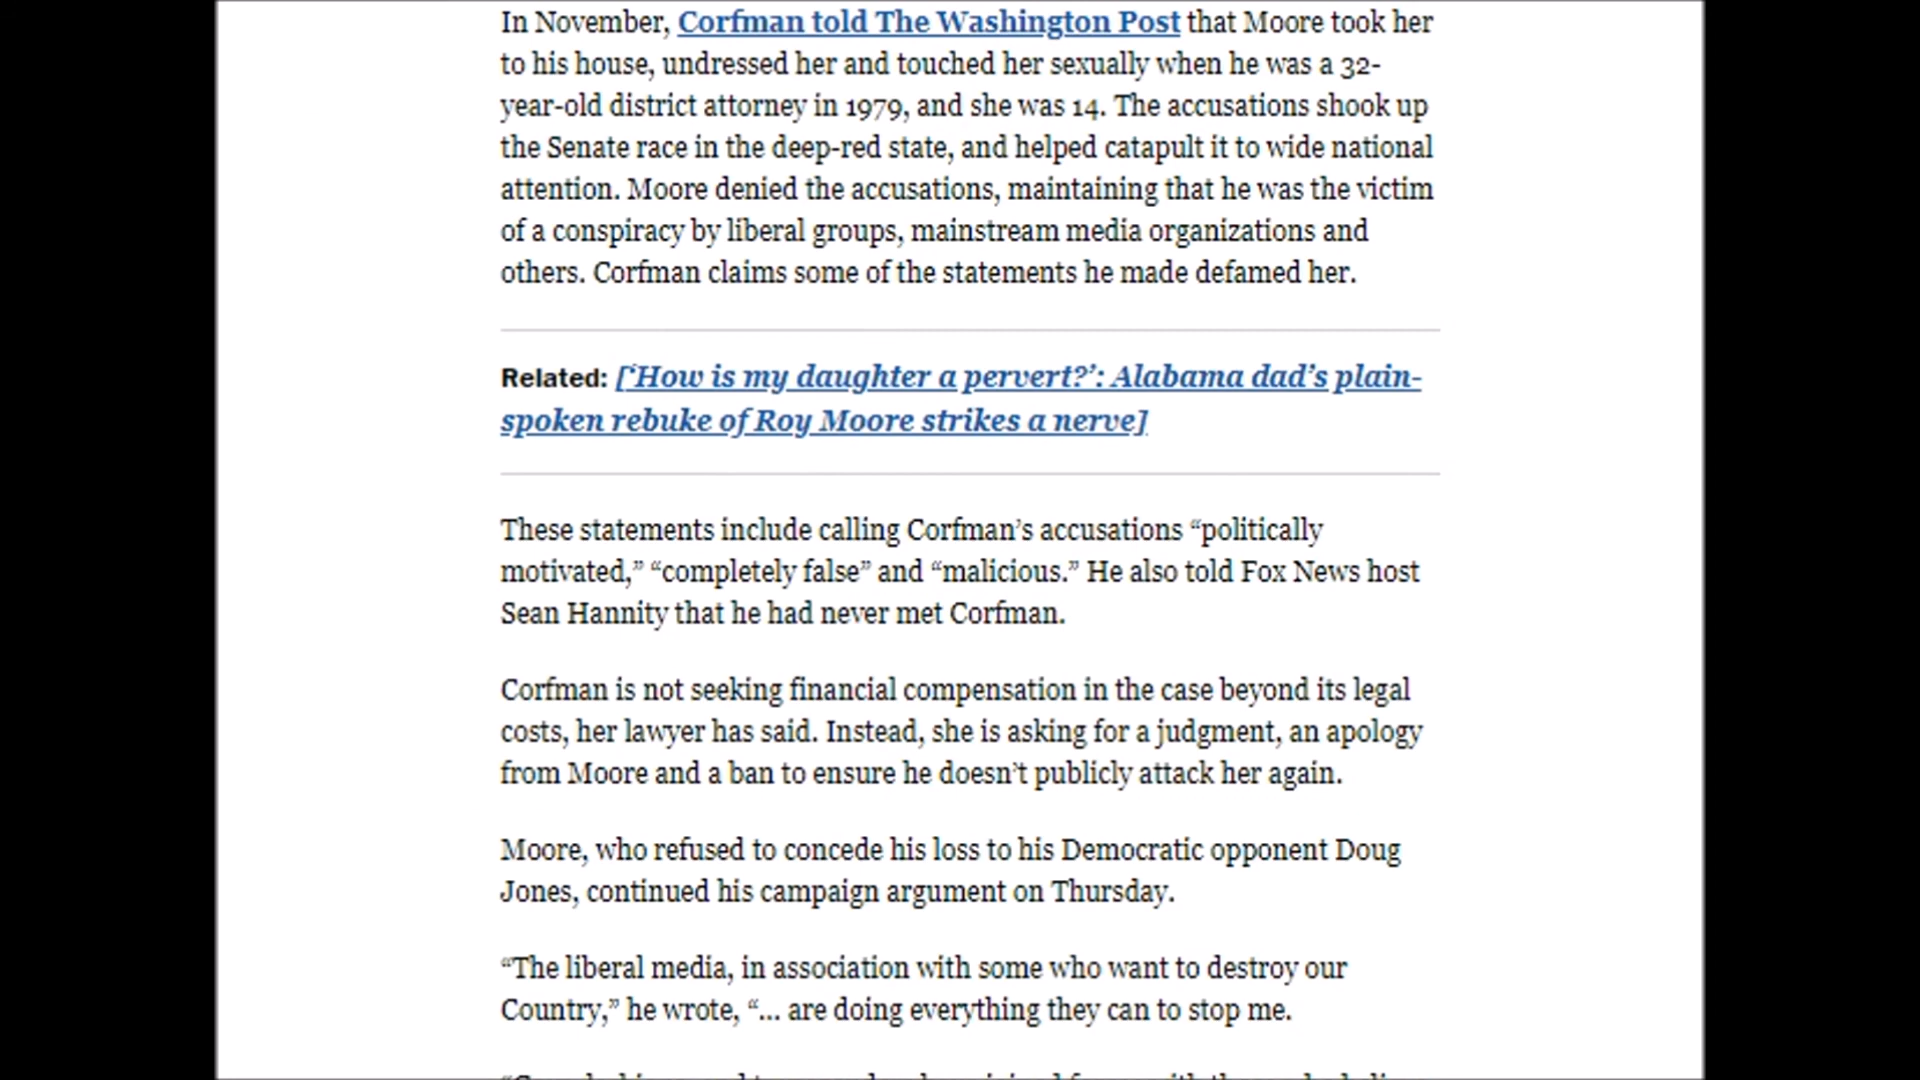 In November, Corfman told The Washington Post that Moore took her
to his house, undressed her and touched her sexually when he was a 32-
year-old district attorney in 1979, and she was 14. The accusations shook up
the Senate race in the deep-red state, and helped catapult it to wide national
attention. Moore denied the accusations, maintaining that he was the victim
of a conspiracy by liberal groups, mainstream media organizations and
others. Corfman claims some of the statements he made defamed her.
Related: [‘How is my daughter a pervert?’: Alabama dad’s plain-
spoken rebuke of Roy Moore strikes a nerve]
These statements include calling Corfman’s accusations “politically
motivated,” “completely false” and “malicious.” He also told Fox News host
Sean Hannity that he had never met Corfman.
Corfman is not seeking financial compensation in the case beyond its legal
costs, her lawyer has said. Instead, she is asking for a judgment, an apology
from Moore and a ban to ensure he doesn’t publicly attack her again.
Moore, who refused to concede his loss to his Democratic opponent Doug
Jones, continued his campaign argument on Thursday.
“The liberal media, in association with some who want to destroy our
Country,” he wrote, “... are doing everything they can to stop me.